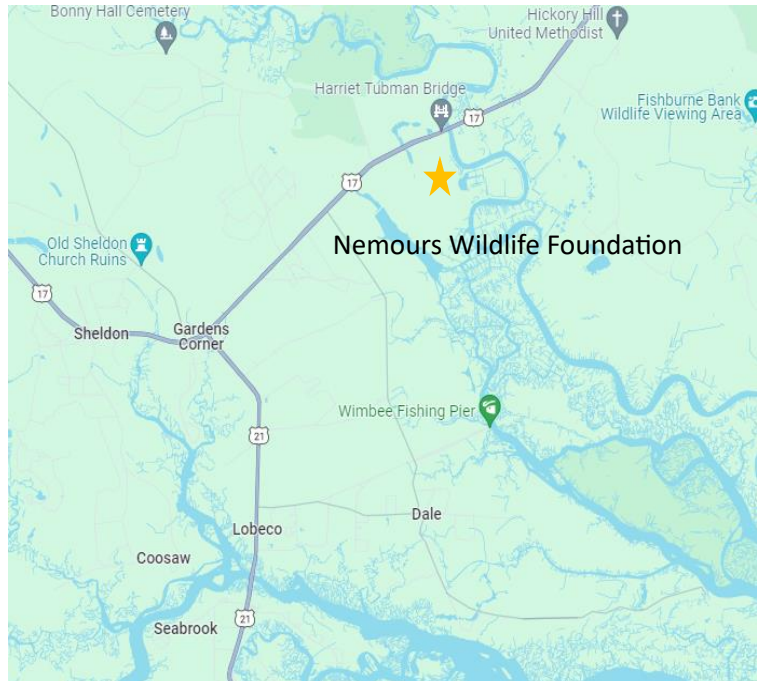 Bonny Hall Cemetery
Hickory Hill
United Methodist
Harriet Tubman Bridge
Fishburne Bank
Wildlife Viewing Area
17
17
Nemours Wildlife Foundation
Old Sheldon
Church Ruins
17
Sheldon
Gardens
Corner
Wimbee Fishing Pier
21
Dale
Lobeco
Coosaw
21
Seabrook